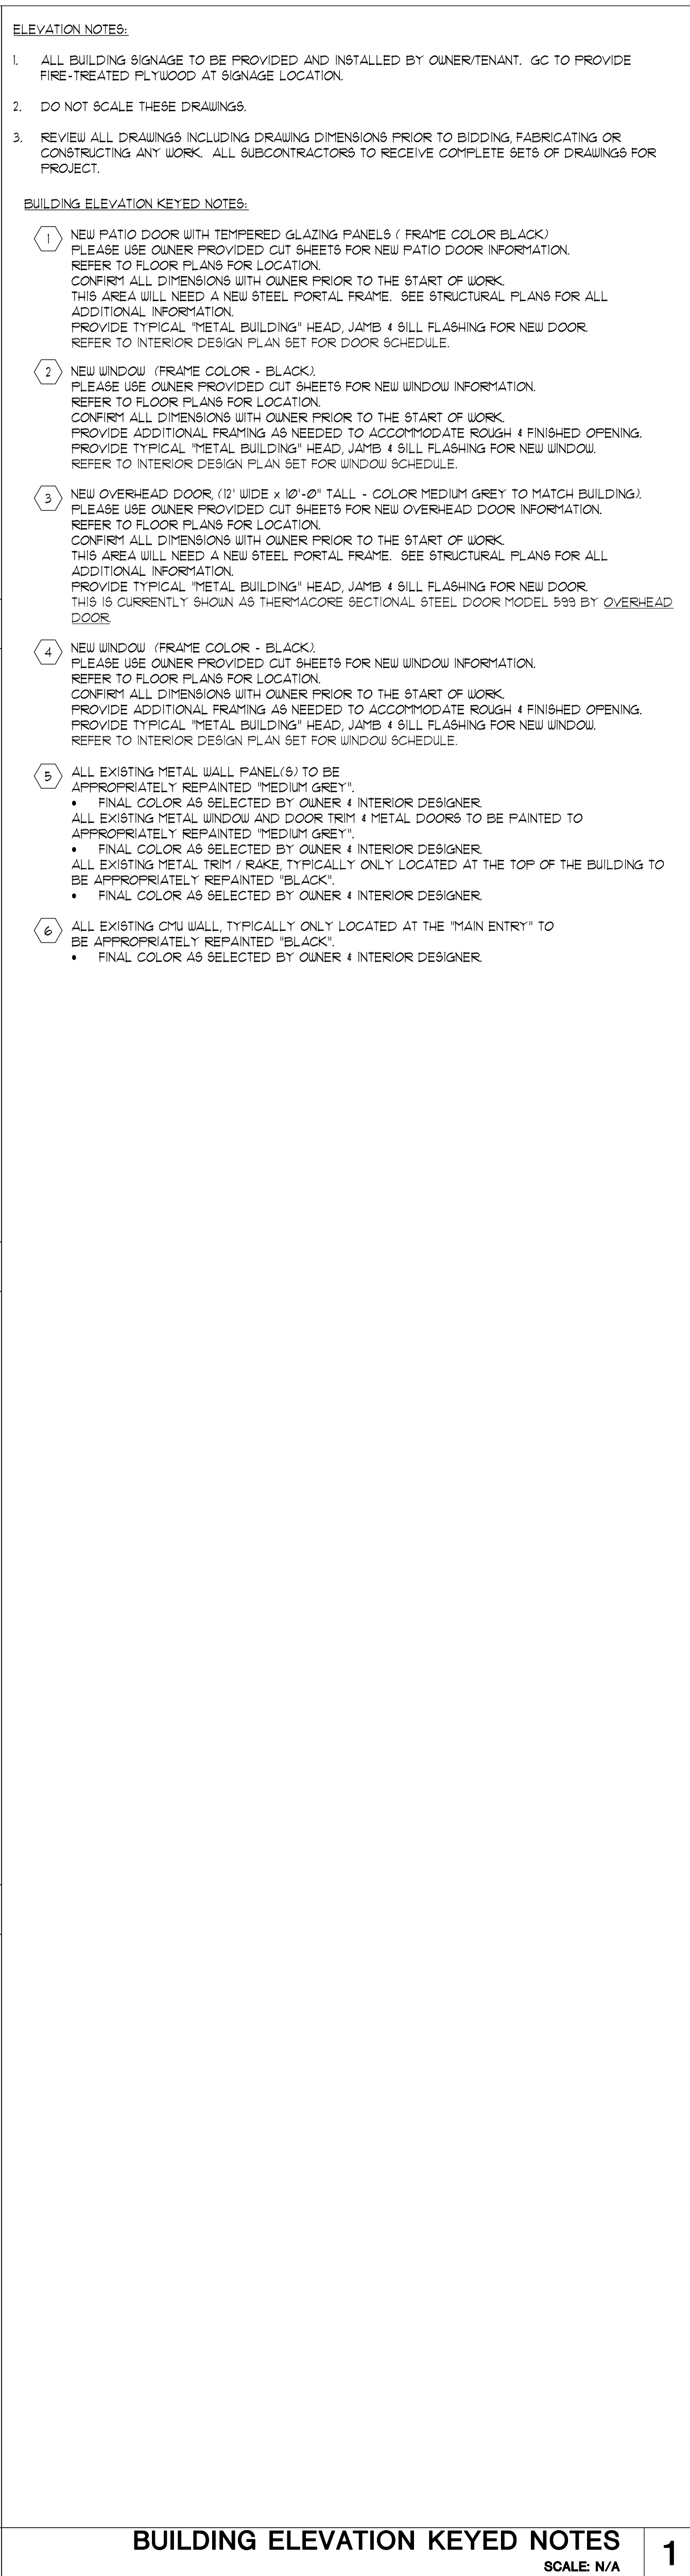 ELEVATION NOTES:
1. ALL BUILDING SIGNAGE TO BE PROVIDED AND INSTALLED BY OWNER/TENANT. GC TO PROVIDE
FIRE-TREATED PLYWOOD AT SIGNAGE LOCATION.
2. DO NOT SCALE THESE DRAWINGS.
3. REVIEW ALL DRAWINGS INCLUDING DRAWING DIMENSIONS PRIOR TO BIDDING, FABRICATING OR
CONSTRUCTING ANY WORK. ALL SUBCONTRACTORS TO RECEIVE COMPLETE SETS OF DRAWINGS FOR
PROJECT.
BUILDING ELEVATION KEYED NOTES:
1 NEW PATIO DOOR WITH TEMPERED GLAZING PANELS ( FRAME COLOR BLACK)
PLEASE USE OWNER PROVIDED CUT SHEETS FOR NEW PATIO DOOR INFORMATION.
REFER TO FLOOR PLANS FOR LOCATION.
CONFIRM ALL DIMENSIONS WITH OWNER PRIOR TO THE START OF WORK.
THIS AREA WILL NEED A NEW STEEL PORTAL FRAME. SEE STRUCTURAL PLANS FOR ALL
ADDITIONAL INFORMATION.
PROVIDE TYPICAL "METAL BUILDING" HEAD, JAMB & SILL FLASHING FOR NEW DOOR.
REFER TO INTERIOR DESIGN PLAN SET FOR DOOR SCHEDULE.
2 NEW WINDOW (FRAME COLOR - BLACK).
PLEASE USE OWNER PROVIDED CUT SHEETS FOR NEW WINDOW INFORMATION.
REFER TO FLOOR PLANS FOR LOCATION.
CONFIRM ALL DIMENSIONS WITH OWNER PRIOR TO THE START OF WORK.
PROVIDE ADDITIONAL FRAMING AS NEEDED TO ACCOMMODATE ROUGH & FINISHED OPENING.
PROVIDE TYPICAL "METAL BUILDING" HEAD, JAMB & SILL FLASHING FOR NEW WINDOW.
REFER TO INTERIOR DESIGN PLAN SET FOR WINDOW SCHEDULE.
3 NEW OVERHEAD DOOR, (12' WIDE x 10'-0" TALL - COLOR MEDIUM GREY TO MATCH BUILDING).
PLEASE USE OWNER PROVIDED CUT SHEETS FOR NEW OVERHEAD DOOR INFORMATION.
REFER TO FLOOR PLANS FOR LOCATION.
CONFIRM ALL DIMENSIONS WITH OWNER PRIOR TO THE START OF WORK.
THIS AREA WILL NEED A NEW STEEL PORTAL FRAME. SEE STRUCTURAL PLANS FOR ALL
ADDITIONAL INFORMATION.
PROVIDE TYPICAL "METAL BUILDING" HEAD, JAMB & SILL FLASHING FOR NEW DOOR.
THIS IS CURRENTLY SHOWN AS THERMACORE SECTIONAL STEEL DOOR MODEL 599 BY OVERHEAD
DOOR.
4 NEW WINDOW (FRAME COLOR - BLACK).
PLEASE USE OWNER PROVIDED CUT SHEETS FOR NEW WINDOW INFORMATION.
REFER TO FLOOR PLANS FOR LOCATION.
CONFIRM ALL DIMENSIONS WITH OWNER PRIOR TO THE START OF WORK.
PROVIDE ADDITIONAL FRAMING AS NEEDED TO ACCOMMODATE ROUGH & FINISHED OPENING.
PROVIDE TYPICAL "METAL BUILDING" HEAD, JAMB & SILL FLASHING FOR NEW WINDOW.
REFER TO INTERIOR DESIGN PLAN SET FOR WINDOW SCHEDULE.
5 ALL EXISTING METAL WALL PANEL(S) TO BE
APPROPRIATELY REPAINTED "MEDIUM GREY".
• FINAL COLOR AS SELECTED BY OWNER & INTERIOR DESIGNER.
ALL EXISTING METAL WINDOW AND DOOR TRIM & METAL DOORS TO BE PAINTED TO
APPROPRIATELY REPAINTED "MEDIUM GREY".
• FINAL COLOR AS SELECTED BY OWNER & INTERIOR DESIGNER.
ALL EXISTING METAL TRIM / RAKE, TYPICALLY ONLY LOCATED AT THE TOP OF THE BUILDING TO
BE APPROPRIATELY REPAINTED "BLACK".
• FINAL COLOR AS SELECTED BY OWNER & INTERIOR DESIGNER.
6 ALL EXISTING CMU WALL, TYPICALLY ONLY LOCATED AT THE "MAIN ENTRY" TO
BE APPROPRIATELY REPAINTED "BLACK".
• FINAL COLOR AS SELECTED BY OWNER & INTERIOR DESIGNER.
BUILDING ELEVATION KEYED NOTES
SCALE: N/A
1